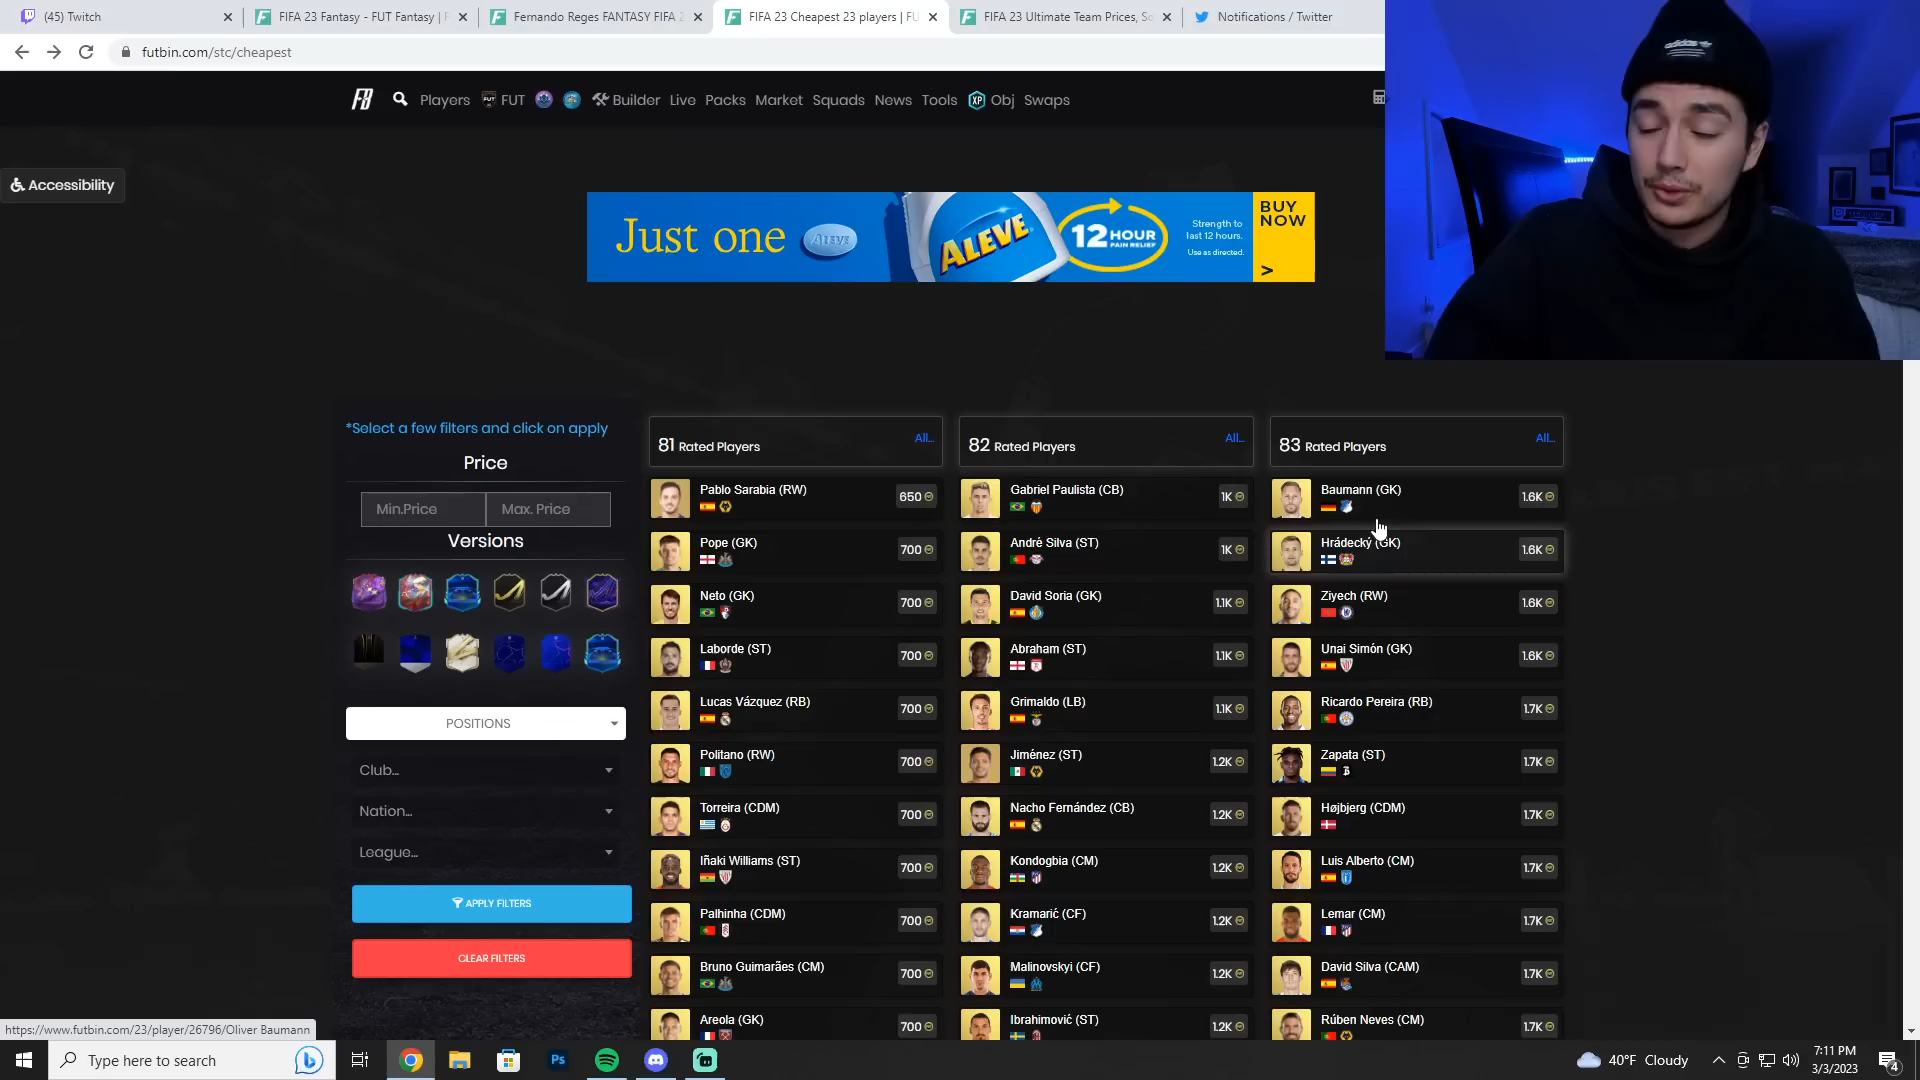 (45) Twitch
FIFA 23 Fantasy - FUT Fantasy | F
Fernando Reges FANTASY FIFA 2
FIFA 23 Cheapest 23 players | FU
FIFA 23 Ultimate Team Prices, Sq
Notifications / Twitter
futbin.com/stc/cheapest
FB Players FUT Builder Live Packs Market Squads News Tools XP Obj Swaps
Accessibility
Just one ALEVE ALEVE 12 HOUR PAIN RELIEF
Strength to last 12 hours.
Use as directed.
BUY NOW >
adidas
*Select a few filters and click on apply
Price
Min.Price Max. Price
Versions
POSITIONS
Club...
Nation...
League...
APPLY FILTERS
CLEAR FILTERS
81 Rated Players All...
Pablo Sarabia (RW) 650
Pope (GK) 700
Neto (GK) 700
Laborde (ST) 700
Lucas Vázquez (RB) 700
Politano (RW) 700
Torreira (CDM) 700
Iñaki Williams (ST) 700
Palhinha (CDM) 700
Bruno Guimarães (CM) 700
Areola (GK) 700
82 Rated Players All...
Gabriel Paulista (CB) 1K
André Silva (ST) 1K
David Soria (GK) 1.1K
Abraham (ST) 1.1K
Grimaldo (LB) 1.1K
Jiménez (ST) 1.2K
Nacho Fernández (CB) 1.2K
Kondogbia (CM) 1.2K
Kramarić (CF) 1.2K
Malinovskyi (CF) 1.2K
Ibrahimović (ST) 1.2K
83 Rated Players All...
Baumann (GK) 1.6K
Hrádecký (GK) 1.6K
Ziyech (RW) 1.6K
Unai Simón (GK) 1.6K
Ricardo Pereira (RB) 1.7K
Zapata (ST) 1.7K
Højbjerg (CDM) 1.7K
Luis Alberto (CM) 1.7K
Lemar (CM) 1.7K
David Silva (CAM) 1.7K
Rúben Neves (CM) 1.7K
https://www.futbin.com/23/player/26796/Oliver Baumann
Type here to search
Ps
40°F Cloudy
7:11 PM
3/3/2023
4